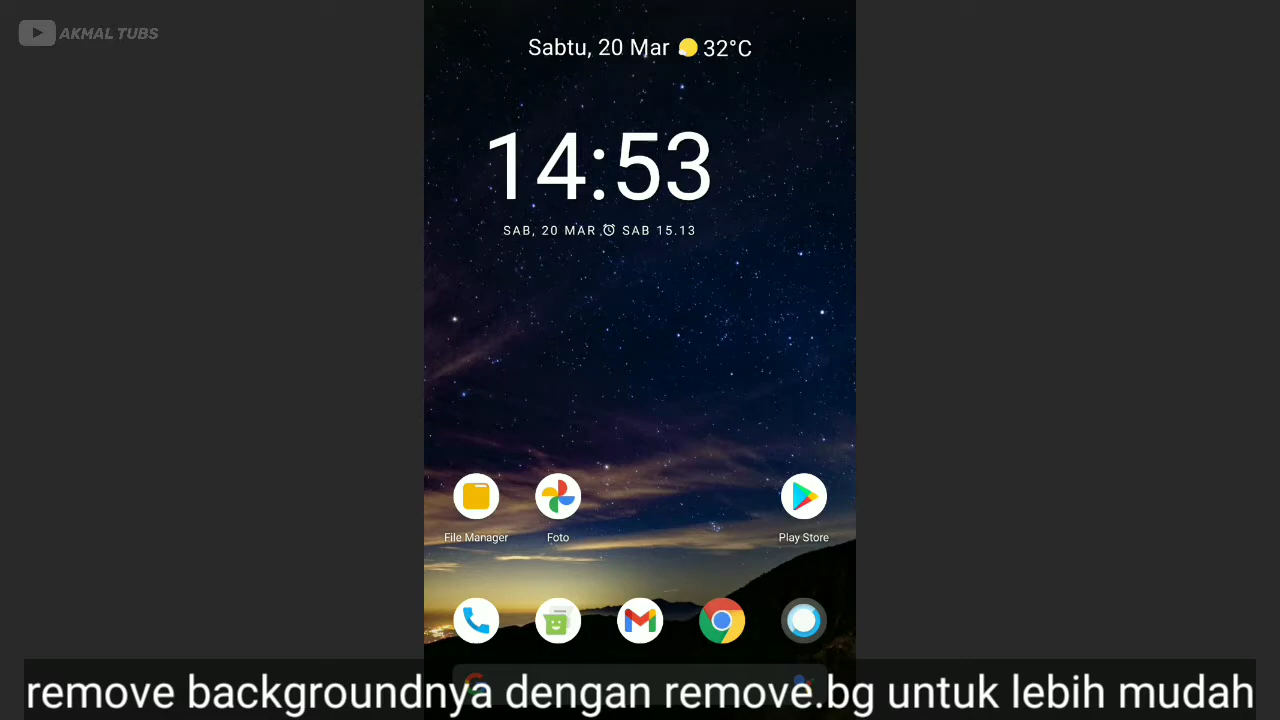 AKMAL TUBS
Sabtu, 20 Mar 32°C
14:53
SAB, 20 MAR SAB 15.13
File Manager
Foto
Play Store
remove backgroundnya dengan remove.bg untuk lebih mudah